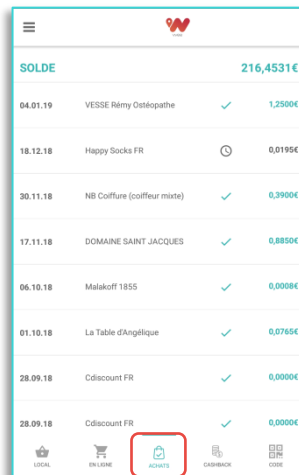 SOLDE 216,4531€
04.01.19 VESSE Rémy Ostéopathe 1,2500€
18.12.18 Happy Socks FR 0,0195€
30.11.18 NB Coiffure (coiffeur mixte) 0,3900€
17.11.18 DOMAINE SAINT JACQUES 0,8850€
06.10.18 Malakoff 1855 0,0008€
01.10.18 La Table d'Angélique 0,0765€
28.09.18 Cdiscount FR 0,0000€
28.09.18 Cdiscount FR 0,0000€
LOCAL EN LIGNE ACHATS CASHBACK CODE